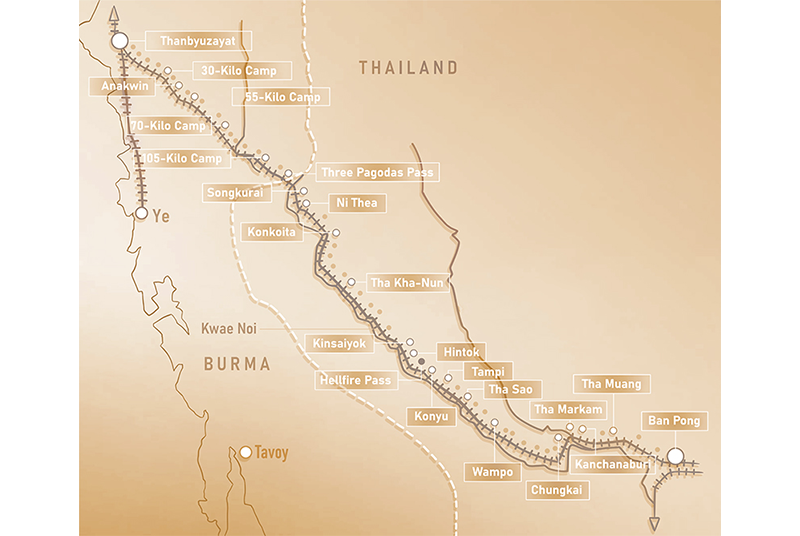 Thanbyuzayat
THAILAND
30-Kilo Camp
Anakwin
55-Kilo Camp
70-Kilo Camp
105-Kilo Camp
Three Pagodas Pass
Songkurai
Ni Thea
Ye
Konkoita
Tha Kha-Nun
Kwae Noi
Kinsaiyok
Hintok
BURMA
Tampi
Hellfire Pass
Tha Sao
Tha Muang
Konyu
Tha Markam
Ban Pong
Tavoy
Kanchanaburi
Wampo
Chungkai